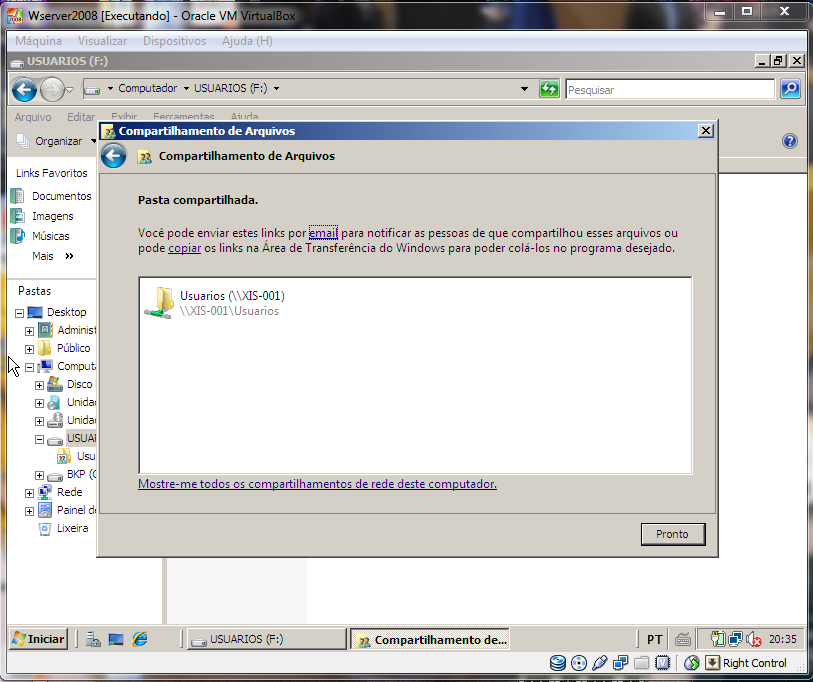 Wserver2008 [Executando] - Oracle VM VirtualBox
Máquina Visualizar Dispositivos Ajuda (H)
USUARIOS (F:)
Computador USUARIOS (F:)
Pesquisar
Arquivo Editar Exibir Ferramentas Ajuda
Organizar
Compartilhamento de Arquivos
Compartilhamento de Arquivos
Links Favoritos
Documentos
Imagens
Músicas
Mais »
Pastas
Desktop
Administ
Público
Computa
Disco
Unidad
Unidad
USUAR
Usu
BKP (G
Rede
Painel de
Lixeira
Pasta compartilhada.
Você pode enviar estes links por email para notificar as pessoas de que compartilhou esses arquivos ou
pode copiar os links na Área de Transferência do Windows para poder colá-los no programa desejado.
Usuarios (\\XIS-001)
\\XIS-001\Usuarios
Mostre-me todos os compartilhamentos de rede deste computador.
Pronto
Iniciar
USUARIOS (F:)
Compartilhamento de...
PT
20:35
Right Control